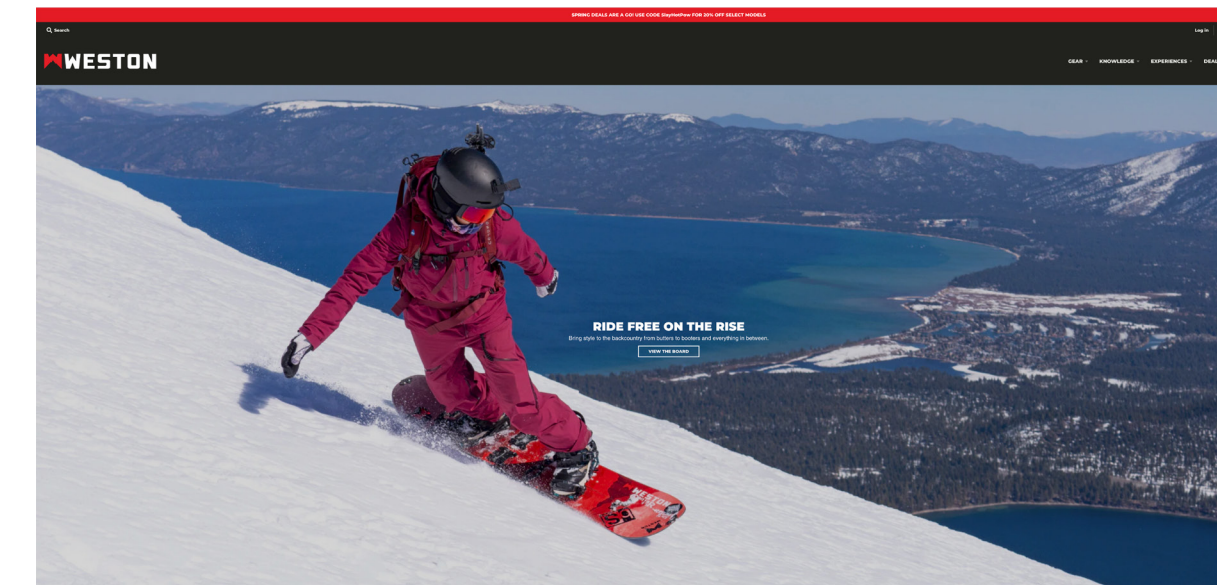 SPRING DEALS ARE A GO! USE CODE SlayHotPow FOR 20% OFF SELECT MODELS
Search
Log in
WESTON
GEAR
KNOWLEDGE
EXPERIENCES
DEAL
RIDE FREE ON THE RISE
Bring style to the backcountry from butters to booters and everything in between.
VIEW THE BOARD
WESTON